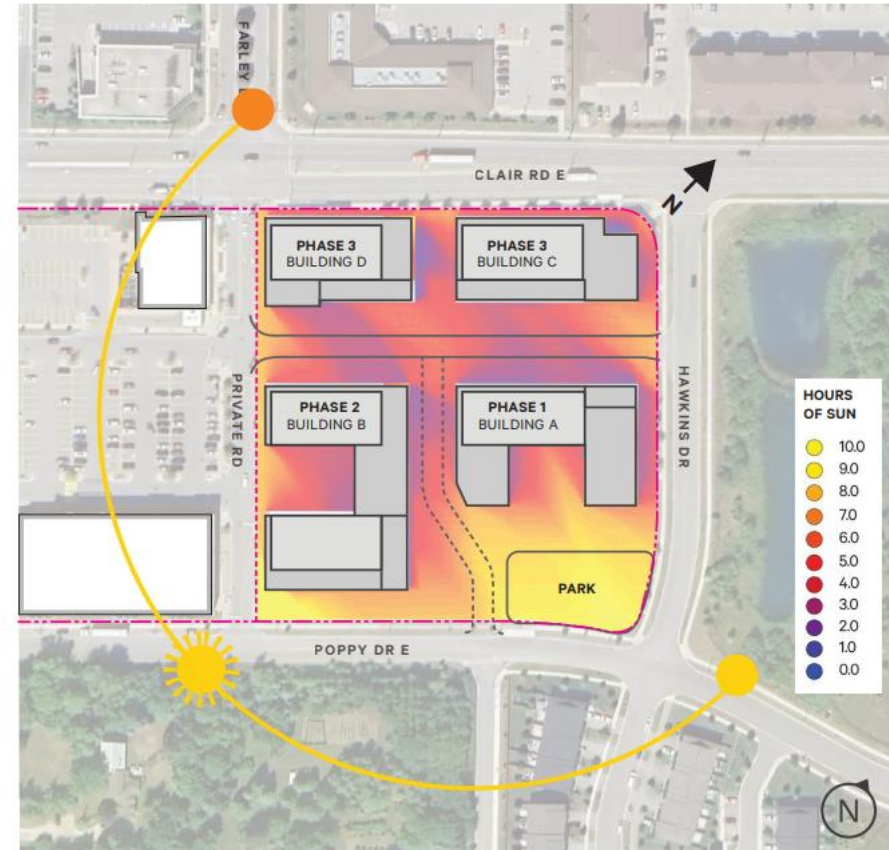 FARLEY
CLAIR RD E
N
PHASE 3
BUILDING D
PHASE 3
BUILDING C
PRIVATE RD
HAWKINS DR
PHASE 2
BUILDING B
PHASE 1
BUILDING A
HOURS
OF SUN
10.0
9.0
8.0
7.0
6.0
5.0
4.0
3.0
2.0
1.0
0.0
PARK
POPPY DR E
N